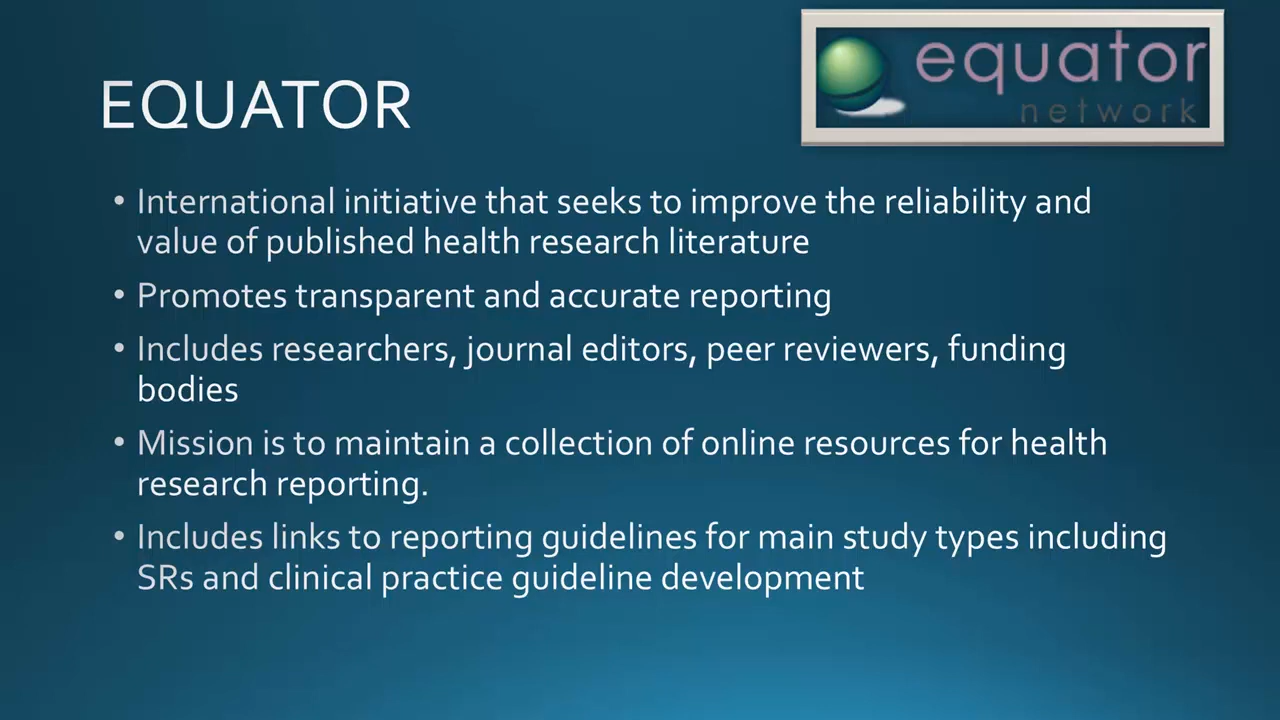 equator
network
EQUATOR
• International initiative that seeks to improve the reliability and
value of published health research literature
• Promotes transparent and accurate reporting
• Includes researchers, journal editors, peer reviewers, funding
bodies
• Mission is to maintain a collection of online resources for health
research reporting.
• Includes links to reporting guidelines for main study types including
SRs and clinical practice guideline development